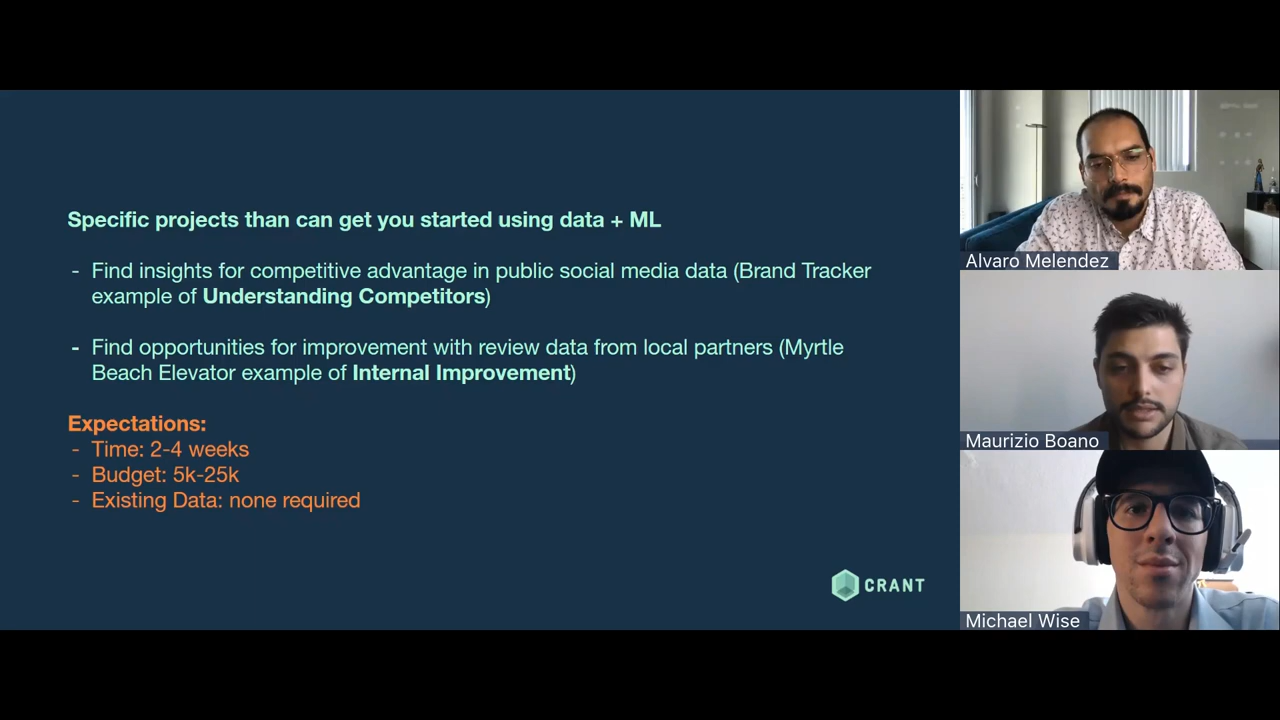 Specific projects than can get you started using data + ML
- Find insights for competitive advantage in public social media data (Brand Tracker
example of Understanding Competitors)
- Find opportunities for improvement with review data from local partners (Myrtle
Beach Elevator example of Internal Improvement)
Expectations:
- Time: 2-4 weeks
- Budget: 5k-25k
- Existing Data: none required
CRANT
Alvaro Melendez
Maurizio Boano
Michael Wise